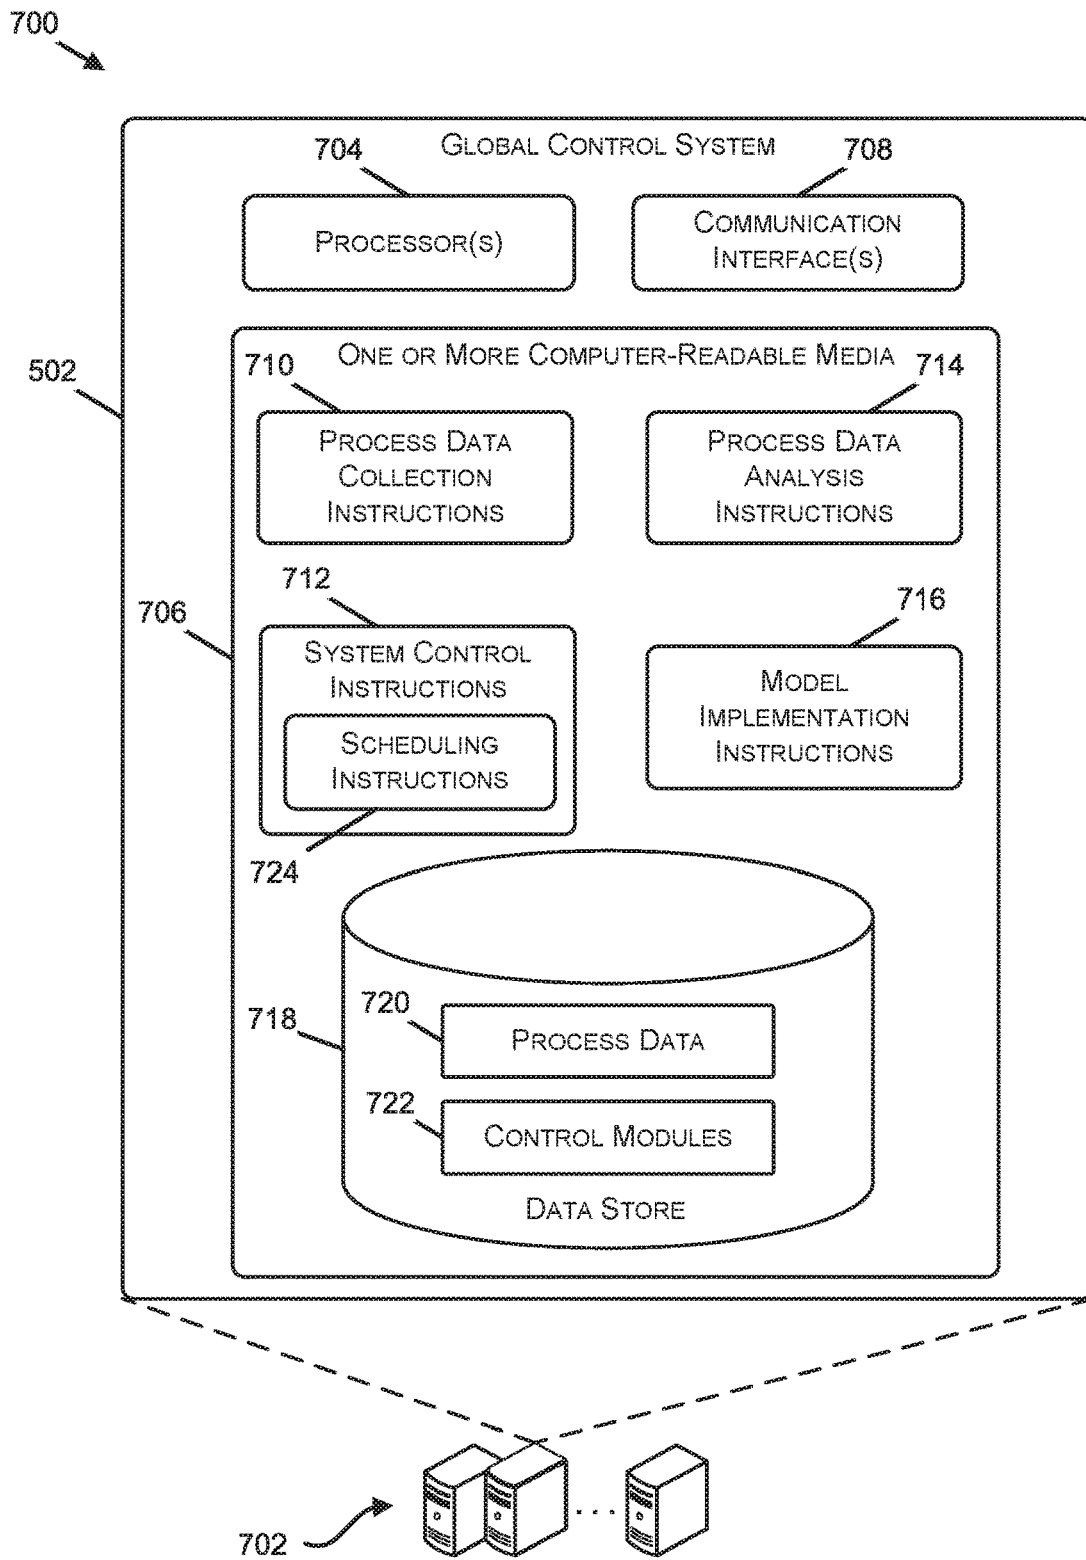 700
GLOBAL CONTROL SYSTEM
704
708
PROCESSOR(S)
COMMUNICATION
INTERFACE(S)
502
ONE OR MORE COMPUTER-READABLE MEDIA
710
714
PROCESS DATA
COLLECTION
INSTRUCTIONS
PROCESS DATA
ANALYSIS
INSTRUCTIONS
706
712
716
SYSTEM CONTROL
INSTRUCTIONS
SCHEDULING
INSTRUCTIONS
MODEL
IMPLEMENTATION
INSTRUCTIONS
724
718
720
PROCESS DATA
722
CONTROL MODULES
DATA STORE
...
702